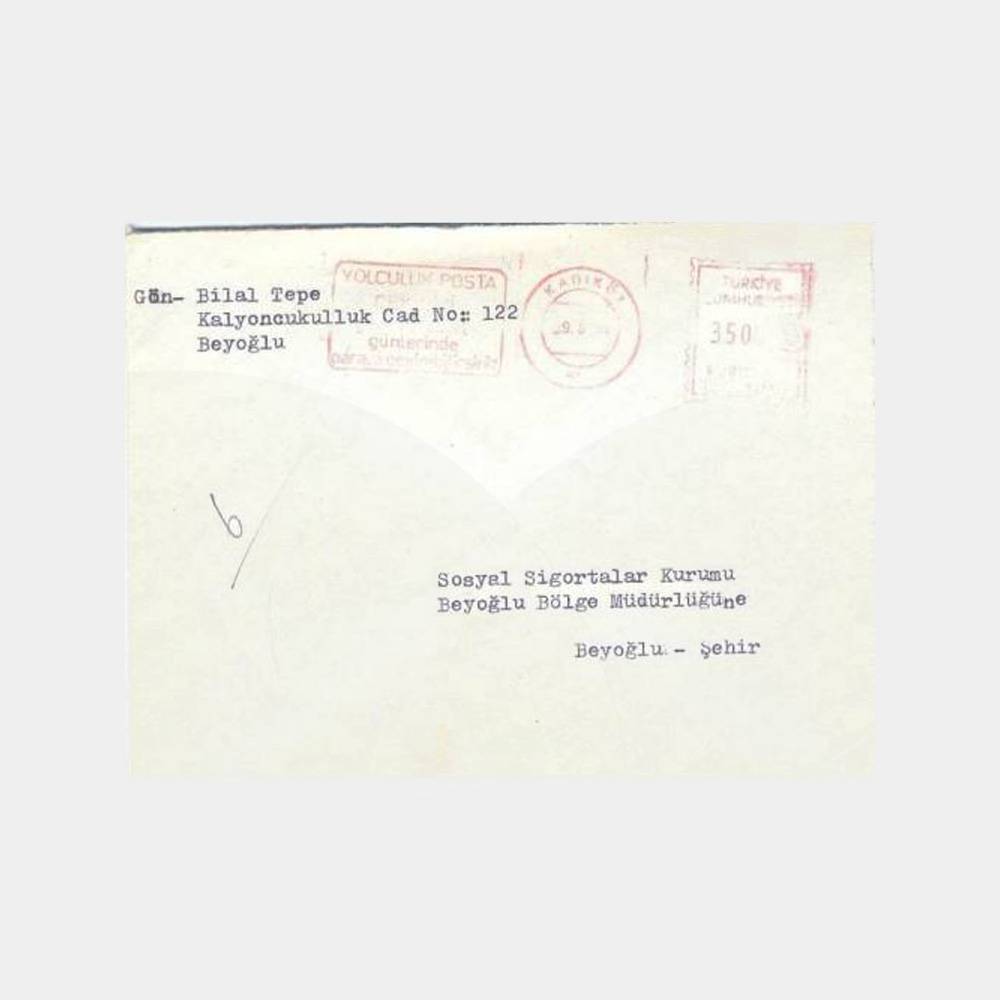 Gön- Bilal Tepe
Kalyoncukulluk Cad No: 122
Beyoğlu
YOLCULUK POSTA
günlerinde
KADIKÖY
TÜRKİYE
350
6
Sosyal Sigortalar Kurumu
Beyoğlu Bölge Müdürlüğüne
Beyoğlu - Şehir